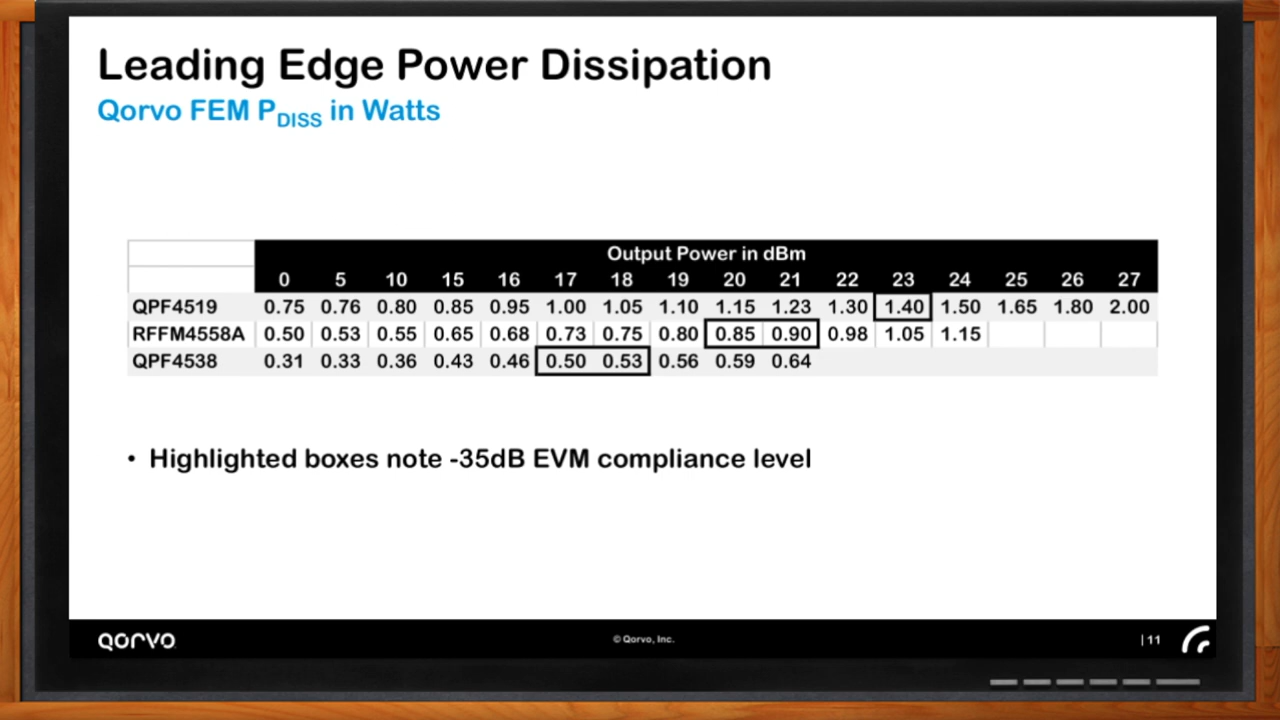 Leading Edge Power Dissipation
Qorvo FEM PDISS in Watts
Output Power in dBm
0 5 10 15 16 17 18 19 20 21 22 23 24 25 26 27
QPF4519 0.75 0.76 0.80 0.85 0.95 1.00 1.05 1.10 1.15 1.23 1.30 1.40 1.50 1.65 1.80 2.00
RFFM4558A 0.50 0.53 0.55 0.65 0.68 0.73 0.75 0.80 0.85 0.90 0.98 1.05 1.15
QPF4538 0.31 0.33 0.36 0.43 0.46 0.50 0.53 0.56 0.59 0.64
• Highlighted boxes note -35dB EVM compliance level
QORVO
© Qorvo, Inc.
| 11